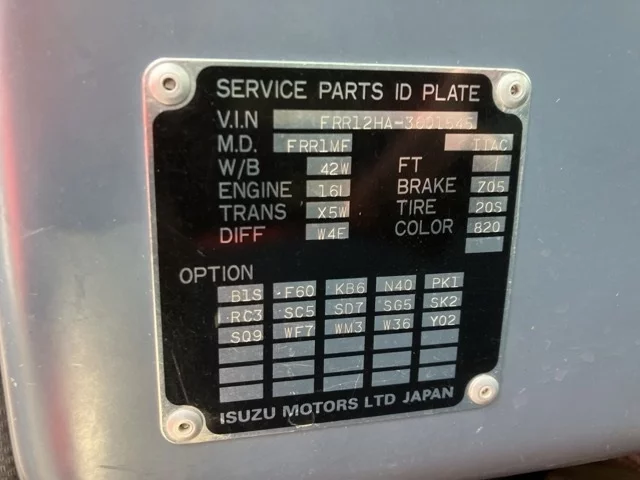 SERVICE PARTS ID PLATE
V.I.N
M.D. FRR1MF IIAC
W/B 42W FT
ENGINE 16L BRAKE Z05
TRANS X5W TIRE 20S
DIFF W4E COLOR 820
OPTION
B1S F60 KB6 N40 PK1
RC3 SC5 SD7 SG5 SK2
SQ9 WF7 WM3 W36 Y02
ISUZU MOTORS LTD JAPAN